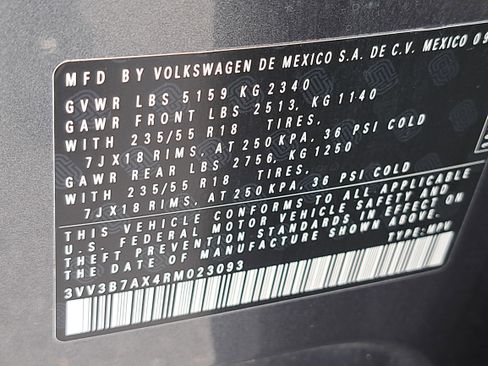 MFD BY VOLKSWAGEN DE MEXICO S.A. DE C.V. MEXICO 09
GVWR LBS 5159 KG 2340
GAWR FRONT LBS 2513, KG 1140
WITH 235/55 R18 TIRES,
7JX18 RIMS, AT 250 KPA, 36 PSI COLD
GAWR REAR LBS 2756, KG 1250
WITH 235/55 R18 TIRES,
7JX18 RIMS, AT 250 KPA, 36 PSI COLD
THIS VEHICLE CONFORMS TO ALL APPLICABLE
U.S. FEDERAL MOTOR VEHICLE SAFETY AND
THEFT PREVENTION STANDARDS IN EFFECT ON
THE DATE OF MANUFACTURE SHOWN ABOVE.
3VV3B7AX4RM023093 TYPE: MPV